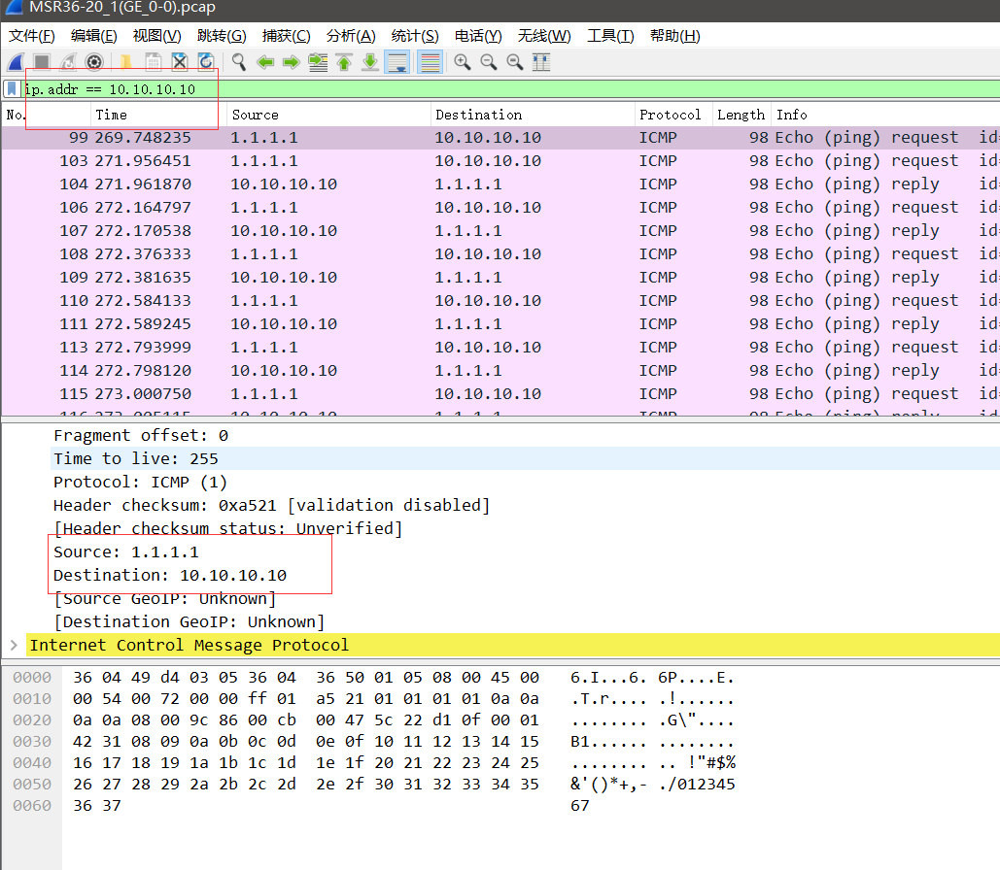 MSR36-20_1(GE_0-0).pcap
文件(F) 编辑(E) 视图(V) 跳转(G) 捕获(C) 分析(A) 统计(S) 电话(Y) 无线(W) 工具(T) 帮助(H)
ip.addr == 10.10.10.10
No. Time Source Destination Protocol Length Info
99 269.748235 1.1.1.1 10.10.10.10 ICMP 98 Echo (ping) request id=
103 271.956451 1.1.1.1 10.10.10.10 ICMP 98 Echo (ping) request id=
104 271.961870 10.10.10.10 1.1.1.1 ICMP 98 Echo (ping) reply id=
106 272.164797 1.1.1.1 10.10.10.10 ICMP 98 Echo (ping) request id=
107 272.170538 10.10.10.10 1.1.1.1 ICMP 98 Echo (ping) reply id=
108 272.376333 1.1.1.1 10.10.10.10 ICMP 98 Echo (ping) request id=
109 272.381635 10.10.10.10 1.1.1.1 ICMP 98 Echo (ping) reply id=
110 272.584133 1.1.1.1 10.10.10.10 ICMP 98 Echo (ping) request id=
111 272.589245 10.10.10.10 1.1.1.1 ICMP 98 Echo (ping) reply id=
113 272.793999 1.1.1.1 10.10.10.10 ICMP 98 Echo (ping) request id=
114 272.798120 10.10.10.10 1.1.1.1 ICMP 98 Echo (ping) reply id=
115 273.000750 1.1.1.1 10.10.10.10 ICMP 98 Echo (ping) request id=
116 273.005115 10.10.10.10 1.1.1.1 ICMP 98 Echo (ping) reply id=
Fragment offset: 0
Time to live: 255
Protocol: ICMP (1)
Header checksum: 0xa521 [validation disabled]
[Header checksum status: Unverified]
Source: 1.1.1.1
Destination: 10.10.10.10
[Source GeoIP: Unknown]
[Destination GeoIP: Unknown]
Internet Control Message Protocol
0000 36 04 49 d4 03 05 36 04 36 50 01 05 08 00 45 00 6.I...6. 6P....E.
0010 00 54 00 72 00 00 ff 01 a5 21 01 01 01 01 0a 0a .T.r.... .!......
0020 0a 0a 08 00 9c 86 00 cb 00 47 5c 22 d1 0f 00 01 ........ .G\"....
0030 42 31 08 09 0a 0b 0c 0d 0e 0f 10 11 12 13 14 15 B1...... ........
0040 16 17 18 19 1a 1b 1c 1d 1e 1f 20 21 22 23 24 25 ........ .. !"#$%
0050 26 27 28 29 2a 2b 2c 2d 2e 2f 30 31 32 33 34 35 &'()*+,- ./012345
0060 36 37 67